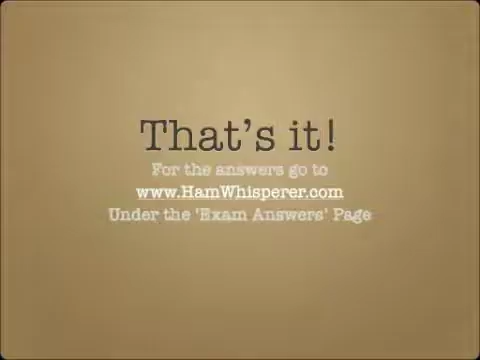 That's it!
For the answers go to
www.HamWhisperer.com
Under the 'Exam Answers' Page